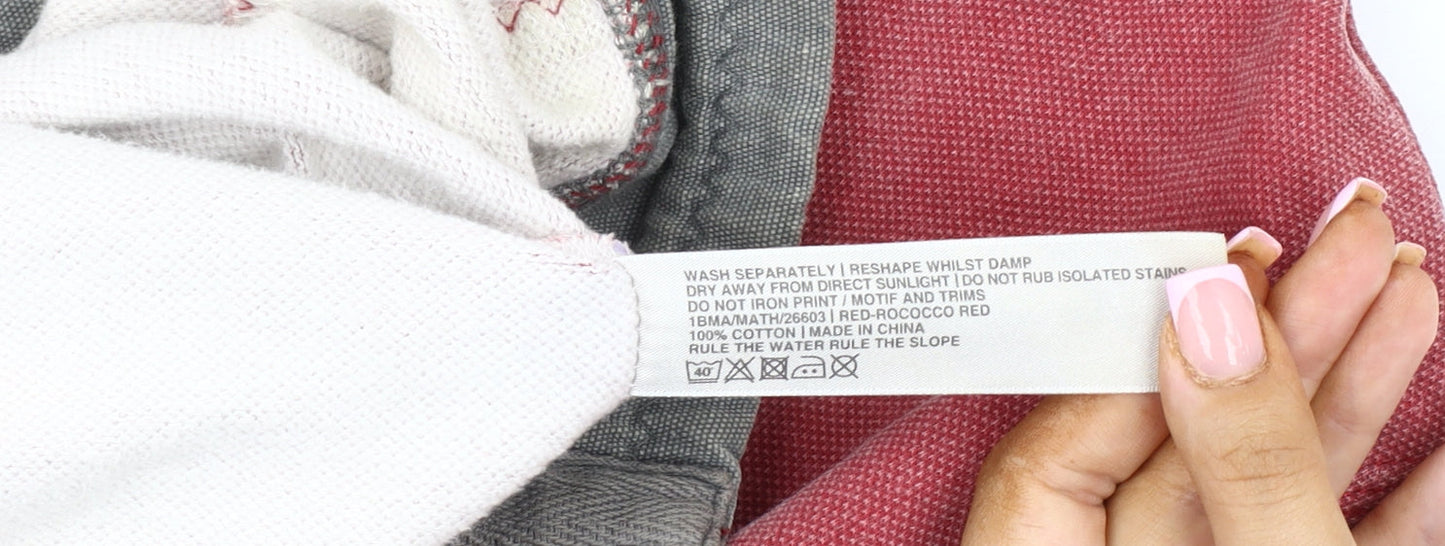 WASH SEPARATELY | RESHAPE WHILST DAMP
DRY AWAY FROM DIRECT SUNLIGHT | DO NOT RUB ISOLATED STAINS
DO NOT IRON PRINT / MOTIF AND TRIMS
1BMA/MATH/26603 | RED-ROCOCCO RED
100% COTTON | MADE IN CHINA
RULE THE WATER RULE THE SLOPE
40°